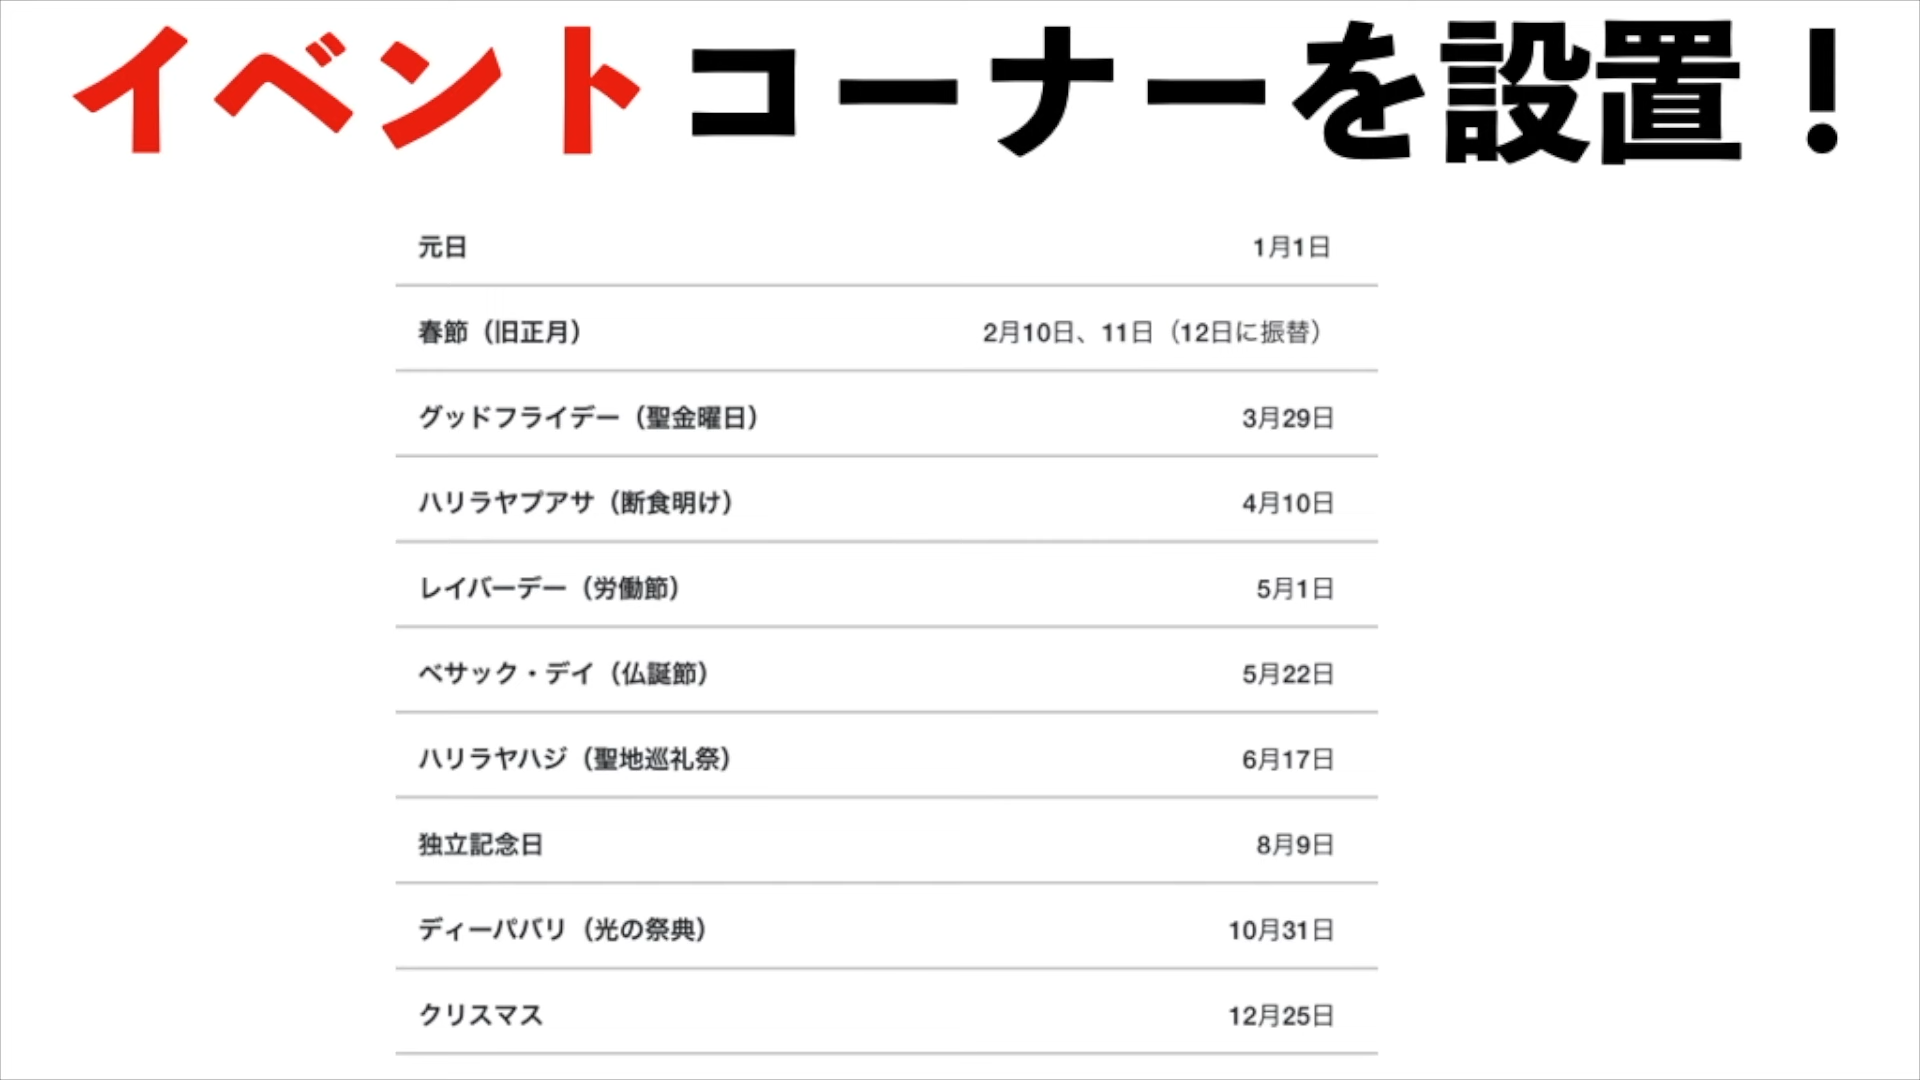 イベントコーナーを設置！
元日 1月1日
春節（旧正月） 2月10日、11日（12日に振替）
グッドフライデー（聖金曜日） 3月29日
ハリラヤプアサ（断食明け） 4月10日
レイバーデー（労働節） 5月1日
ベサック・デイ（仏誕節） 5月22日
ハリラヤハジ（聖地巡礼祭） 6月17日
独立記念日 8月9日
ディーパバリ（光の祭典） 10月31日
クリスマス 12月25日